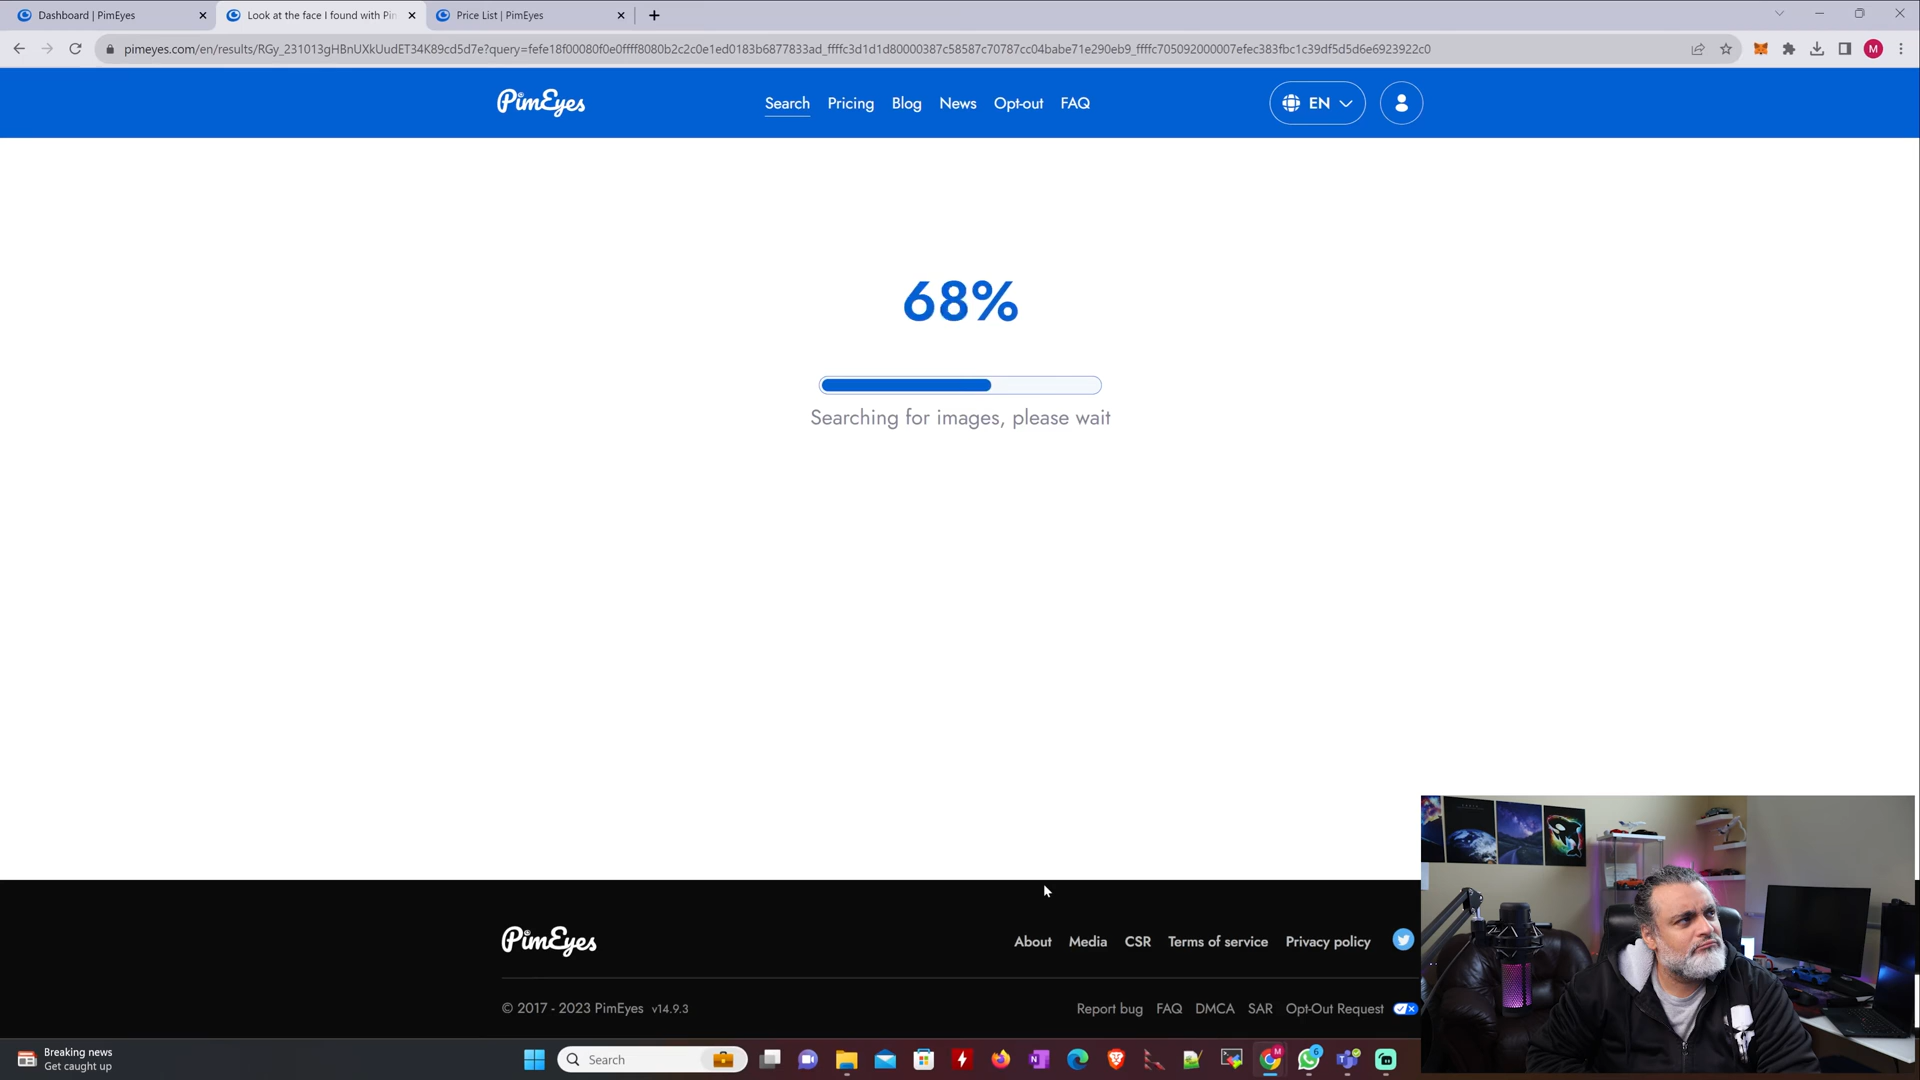 Dashboard | PimEyes
Look at the face I found with Pin
Price List | PimEyes
pimeyes.com/en/results/RGy_231013gHBnUXkUudET34K89cd5d7e?query=fefe18f00080f0e0ffff8080b2c2c0e1ed0183b6877833ad_ffffc3d1d1d80000387c58587c70787cc04babe71e290eb9_ffffc705092000007efec383fbc1c39df5d5d6e6923922c0
M
PimEyes
Search
Pricing
Blog
News
Opt-out
FAQ
EN
68%
Searching for images, please wait
PimEyes
About
Media
CSR
Terms of service
Privacy policy
© 2017 - 2023 PimEyes v14.9.3
Report bug
FAQ
DMCA
SAR
Opt-Out Request
Breaking news
Get caught up
Search